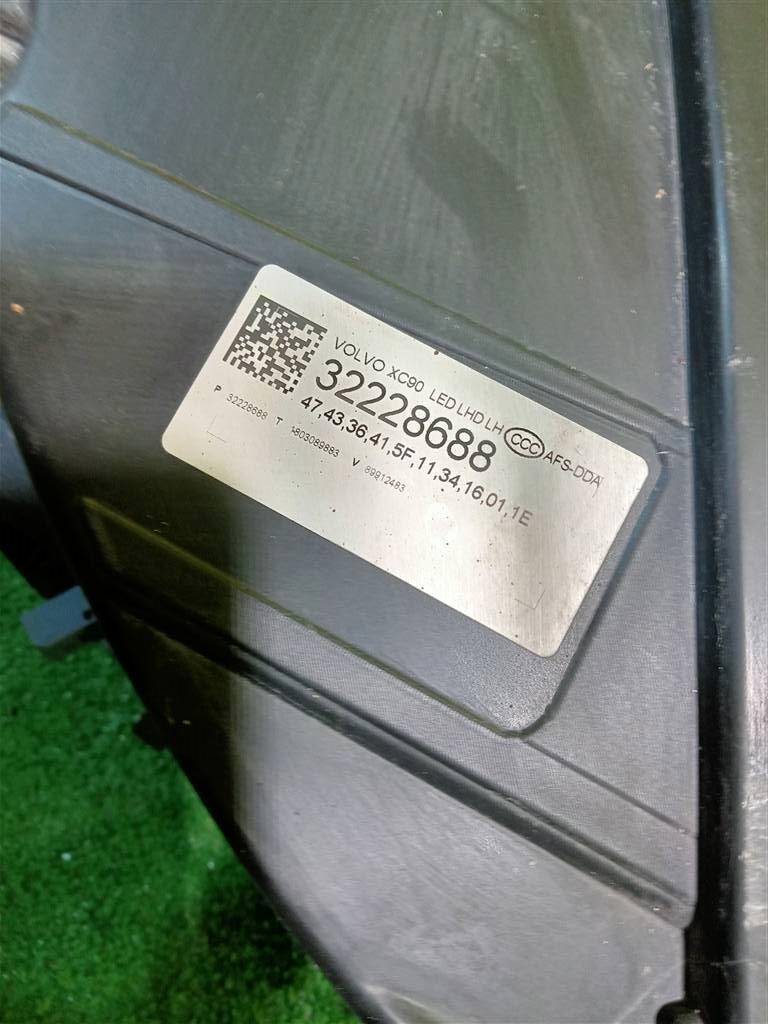 VOLVO XC90 LED LHD LH CCC AFS-DDA
32228688
47,43,36,41,5F,11,34,16,01,1E
P 32228688 T 1803089883 V 89912483